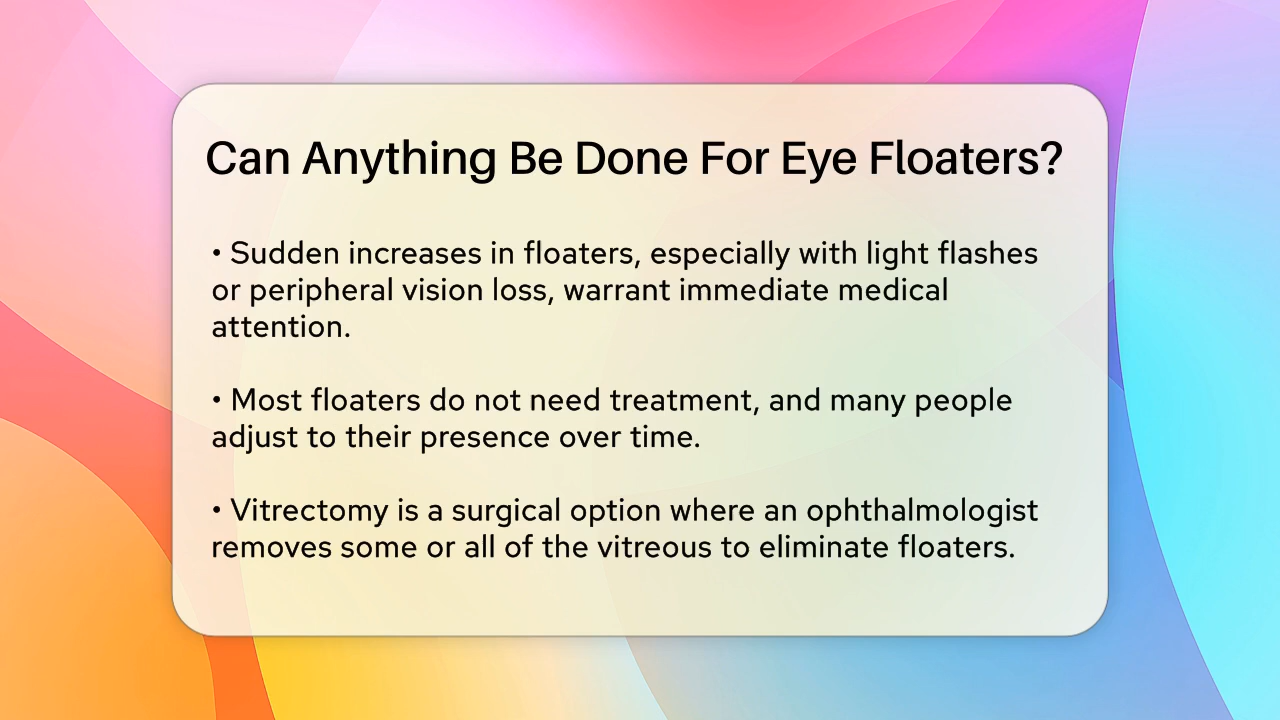 Can Anything Be Done For Eye Floaters?
• Sudden increases in floaters, especially with light flashes
or peripheral vision loss, warrant immediate medical
attention.
• Most floaters do not need treatment, and many people
adjust to their presence over time.
• Vitrectomy is a surgical option where an ophthalmologist
removes some or all of the vitreous to eliminate floaters.